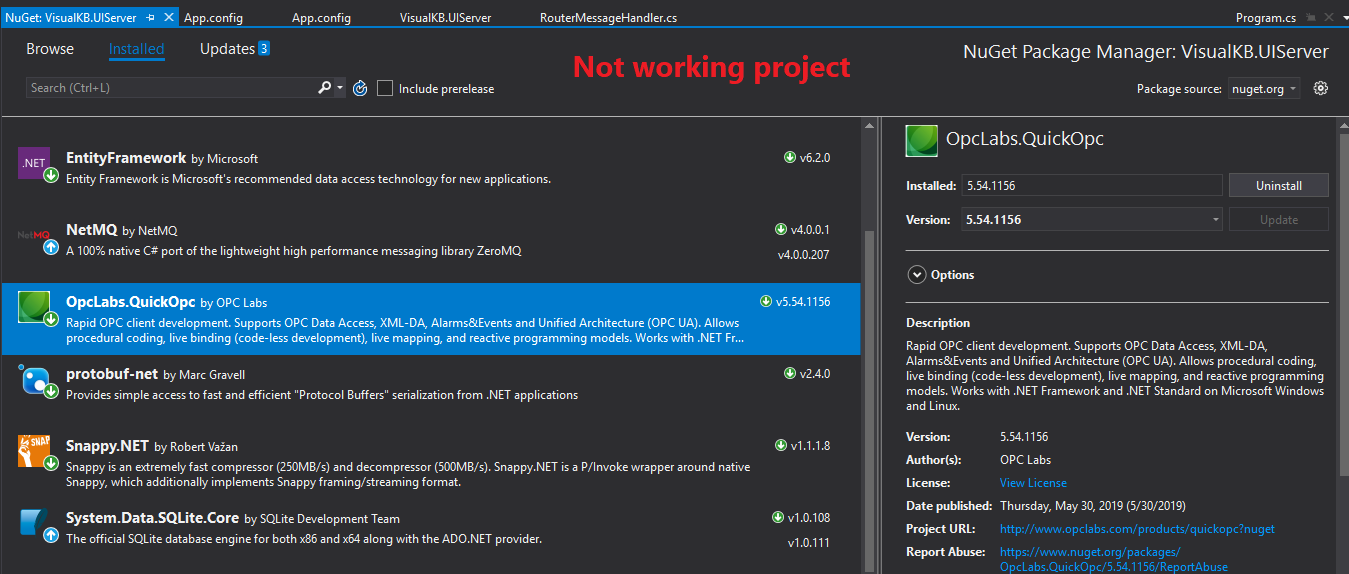 NuGet: VisualKB.UIServer
App.config
App.config
VisualKB.UIServer
RouterMessageHandler.cs
Program.cs
Browse
Installed
Updates 3
Not working project
NuGet Package Manager: VisualKB.UIServer
Search (Ctrl+L)
Include prerelease
Package source: nuget.org
.NET
EntityFramework by Microsoft
v6.2.0
Entity Framework is Microsoft's recommended data access technology for new applications.
NetMQ
NetMQ by NetMQ
v4.0.0.1
A 100% native C# port of the lightweight high performance messaging library ZeroMQ
v4.0.0.207
OpcLabs.QuickOpc by OPC Labs
v5.54.1156
Rapid OPC client development. Supports OPC Data Access, XML-DA, Alarms&Events and Unified Architecture (OPC UA). Allows
procedural coding, live binding (code-less development), live mapping, and reactive programming models. Works with .NET Fr...
protobuf-net by Marc Gravell
v2.4.0
Provides simple access to fast and efficient "Protocol Buffers" serialization from .NET applications
SNAP
Snappy.NET by Robert Važan
v1.1.1.8
Snappy is an extremely fast compressor (250MB/s) and decompressor (500MB/s). Snappy.NET is a P/Invoke wrapper around native
Snappy, which additionally implements Snappy framing/streaming format.
System.Data.SQLite.Core by SQLite Development Team
v1.0.108
The official SQLite database engine for both x86 and x64 along with the ADO.NET provider.
v1.0.111
OpcLabs.QuickOpc
Installed: 5.54.1156
Uninstall
Version: 5.54.1156
Update
Options
Description
Rapid OPC client development. Supports OPC Data Access, XML-DA,
Alarms&Events and Unified Architecture (OPC UA). Allows procedural coding,
live binding (code-less development), live mapping, and reactive programming
models. Works with .NET Framework and .NET Standard on Microsoft Windows
and Linux.
Version: 5.54.1156
Author(s): OPC Labs
License: View License
Date published: Thursday, May 30, 2019 (5/30/2019)
Project URL: http://www.opclabs.com/products/quickopc?nuget
Report Abuse: https://www.nuget.org/packages/
OpcLabs.QuickOpc/5.54.1156/ReportAbuse